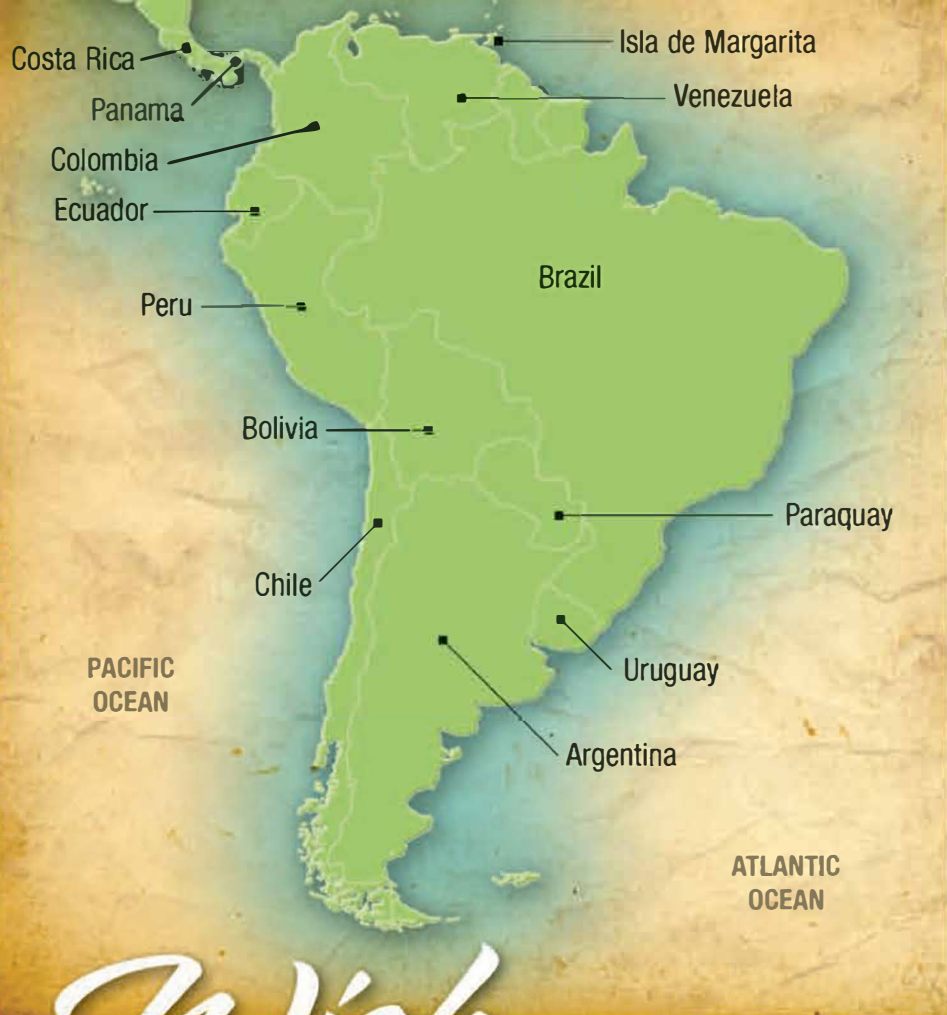 Costa Rica
Isla de Margarita
Panama
Venezuela
Colombia
Ecuador
Brazil
Peru
Bolivia
Paraquay
Chile
PACIFIC
OCEAN
Uruguay
Argentina
ATLANTIC
OCEAN